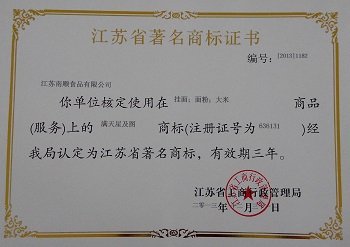 江苏省著名商标证书
编号:[2013]1182
江苏南顺食品有限公司
你单位核定使用在 挂面;面粉;大米 商品
(服务)上的 满天星及图 商标(注册证号为 638131 )经
我局认定为江苏省著名商标，有效期三年。
江苏省工商行政管理局
二〇一三年 月 日